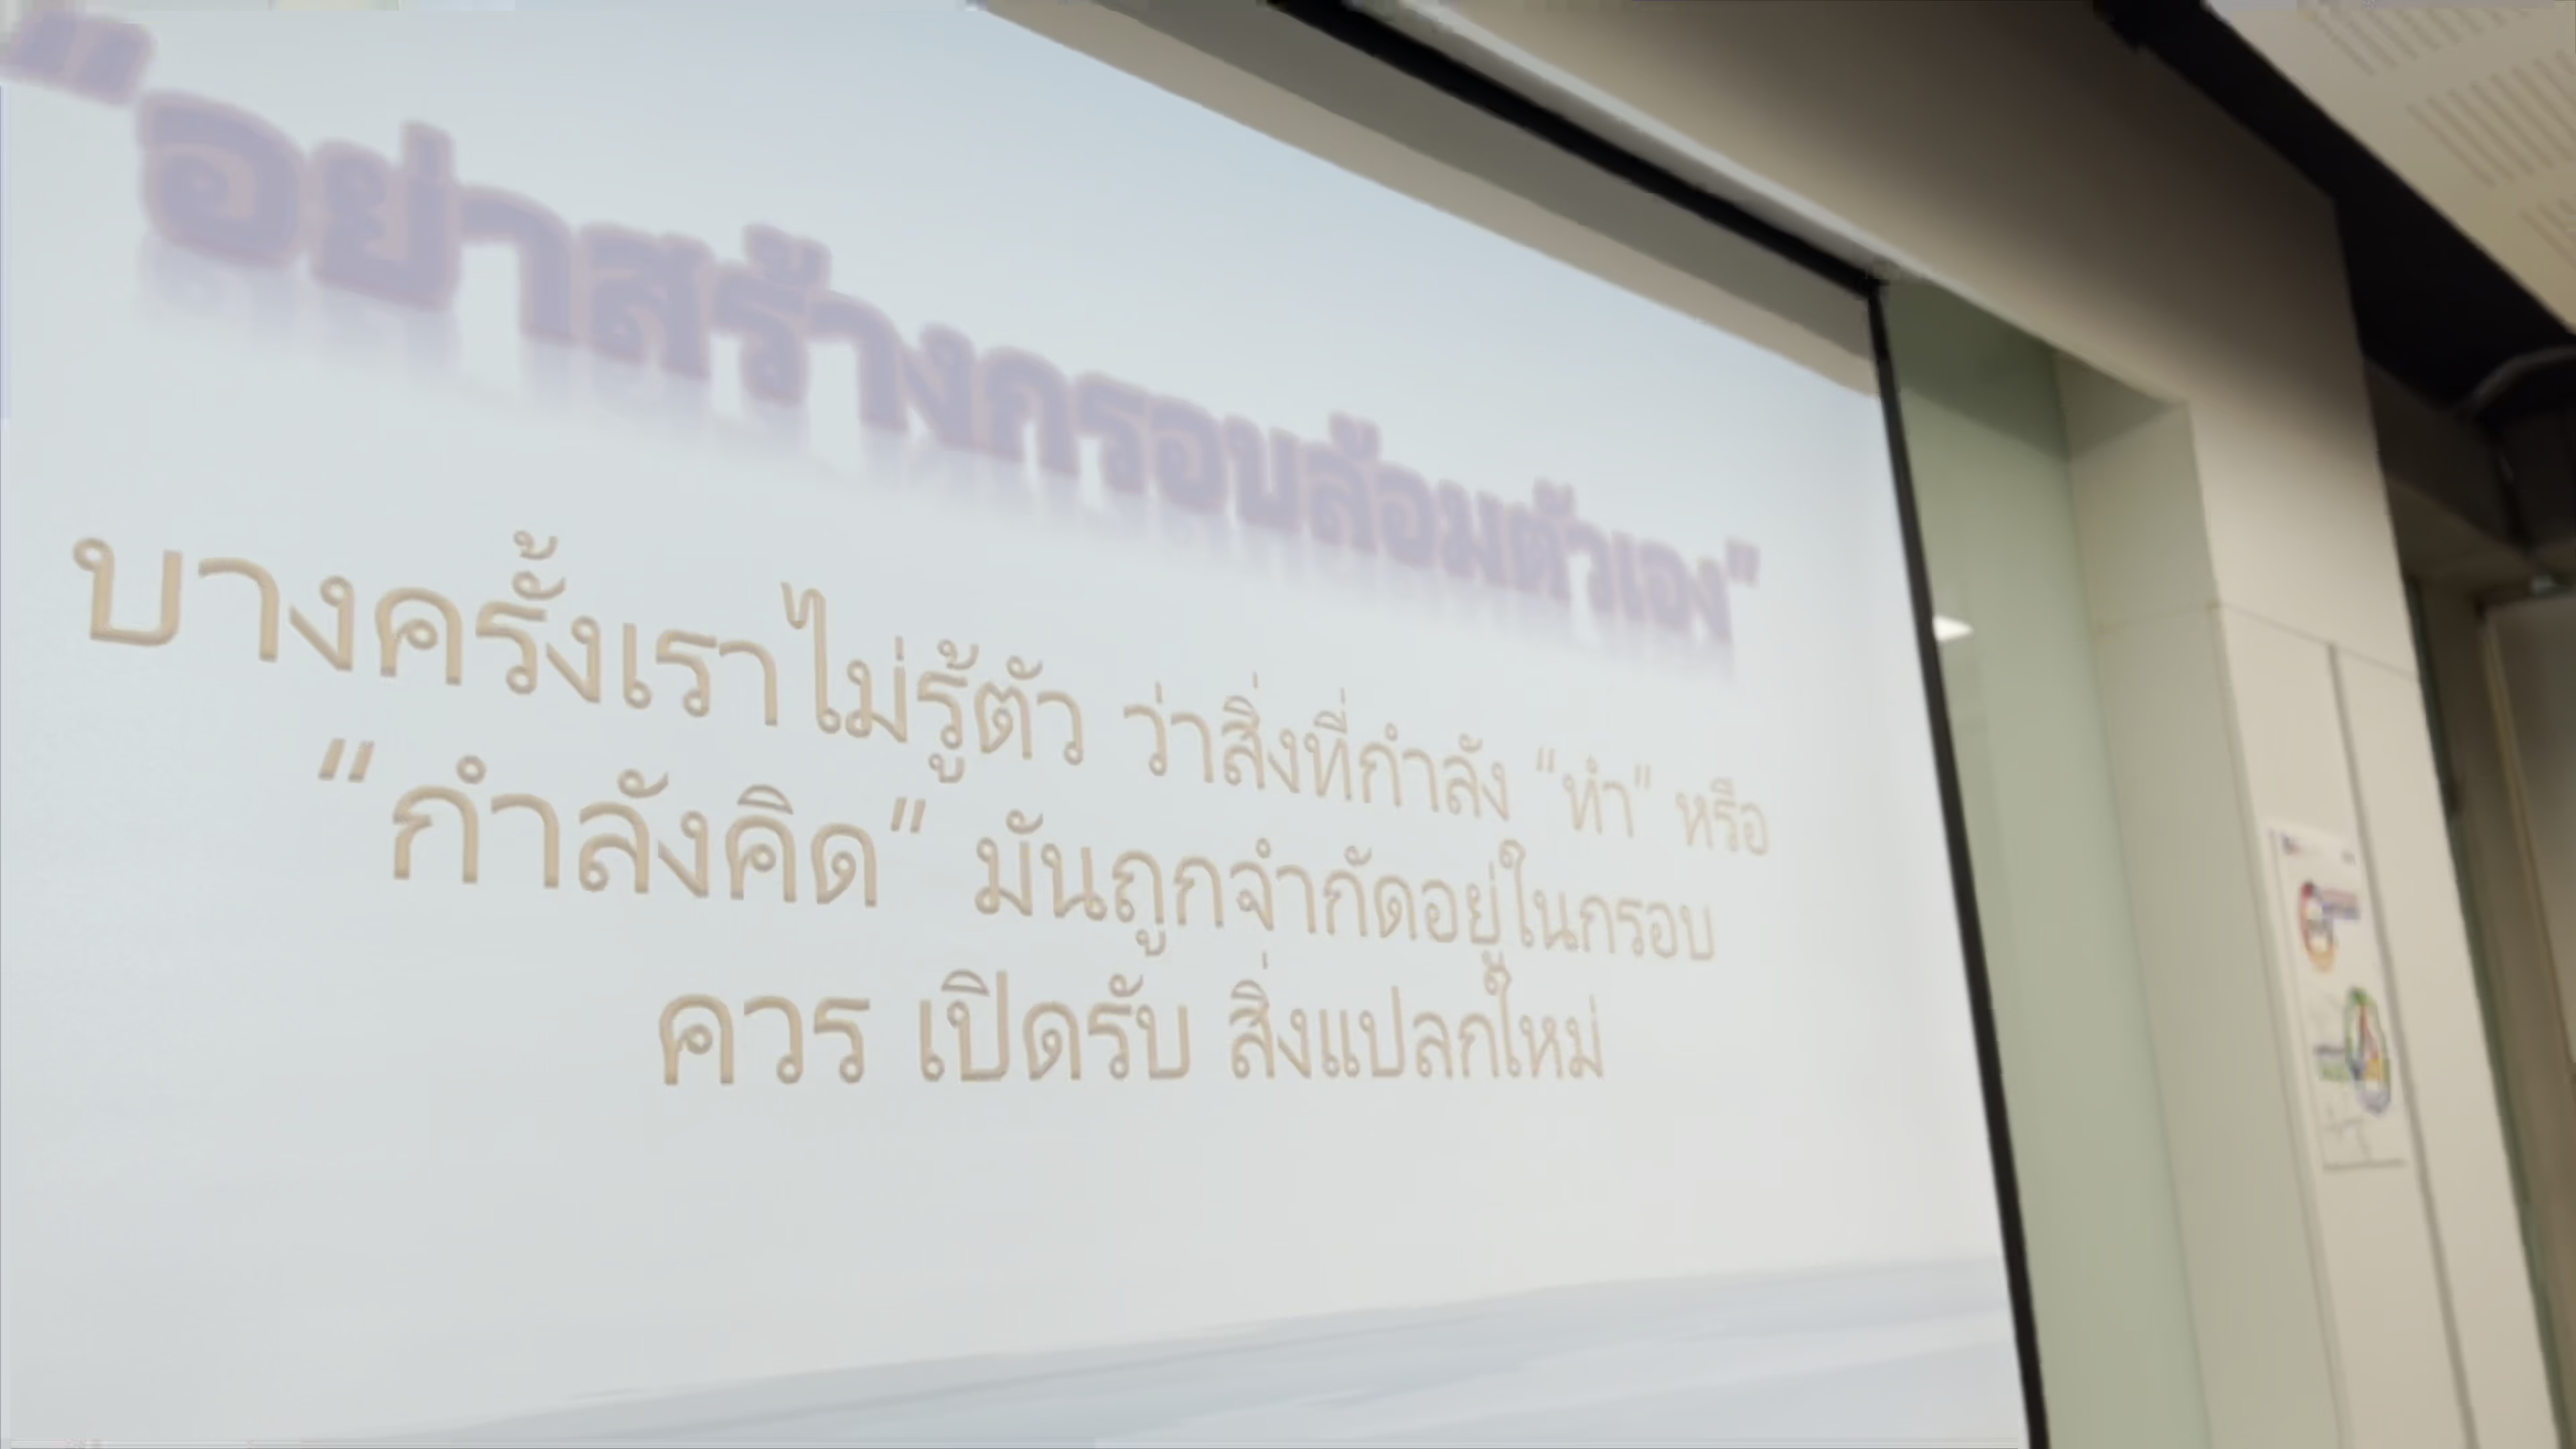 "อย่าสร้างกรอบล้อมตัวเอง"
บางครั้งเราไม่รู้ตัว ว่าสิ่งที่กำลัง "ทำ" หรือ
"กำลังคิด" มันถูกจำกัดอยู่ในกรอบ
ควร เปิดรับ สิ่งแปลกใหม่